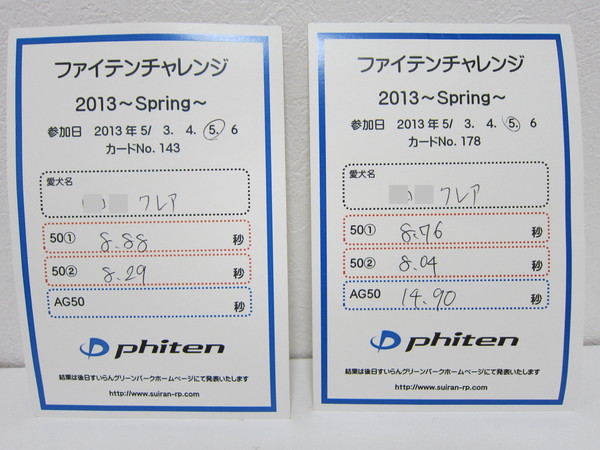 ファイテンチャレンジ
2013～Spring～
参加日 2013年5/ 3. 4. 5. 6
カードNo. 143
愛犬名
フレア
50① 8.88 秒
50② 8.29 秒
AG50 秒
phiten
結果は後日すいらんグリーンパークホームページにて発表いたします
http://www.suiran-rp.com
ファイテンチャレンジ
2013～Spring～
参加日 2013年5/ 3. 4. 5. 6
カードNo. 178
愛犬名
フレア
50① 8.76 秒
50② 8.04 秒
AG50 14.90 秒
phiten
結果は後日すいらんグリーンパークホームページにて発表いたします
http://www.suiran-rp.com